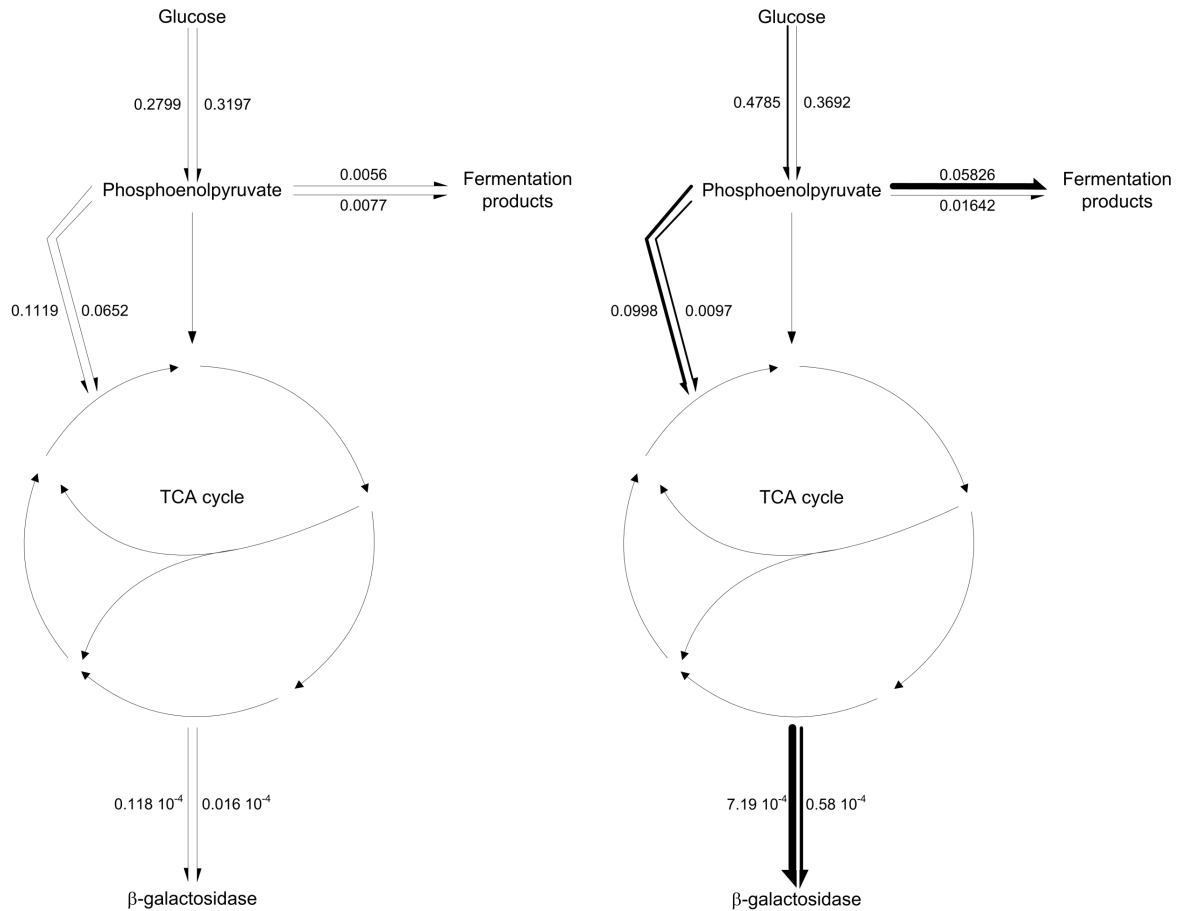 Glucose
0.2799 0.3197
Phosphoenolpyruvate
0.0056
0.0077
Fermentation
products
0.1119 0.0652
TCA cycle
0.118 10-4 0.016 10-4
β-galactosidase
Glucose
0.4785 0.3692
Phosphoenolpyruvate
0.05826
0.01642
Fermentation
products
0.0998 0.0097
TCA cycle
7.19 10-4 0.58 10-4
β-galactosidase